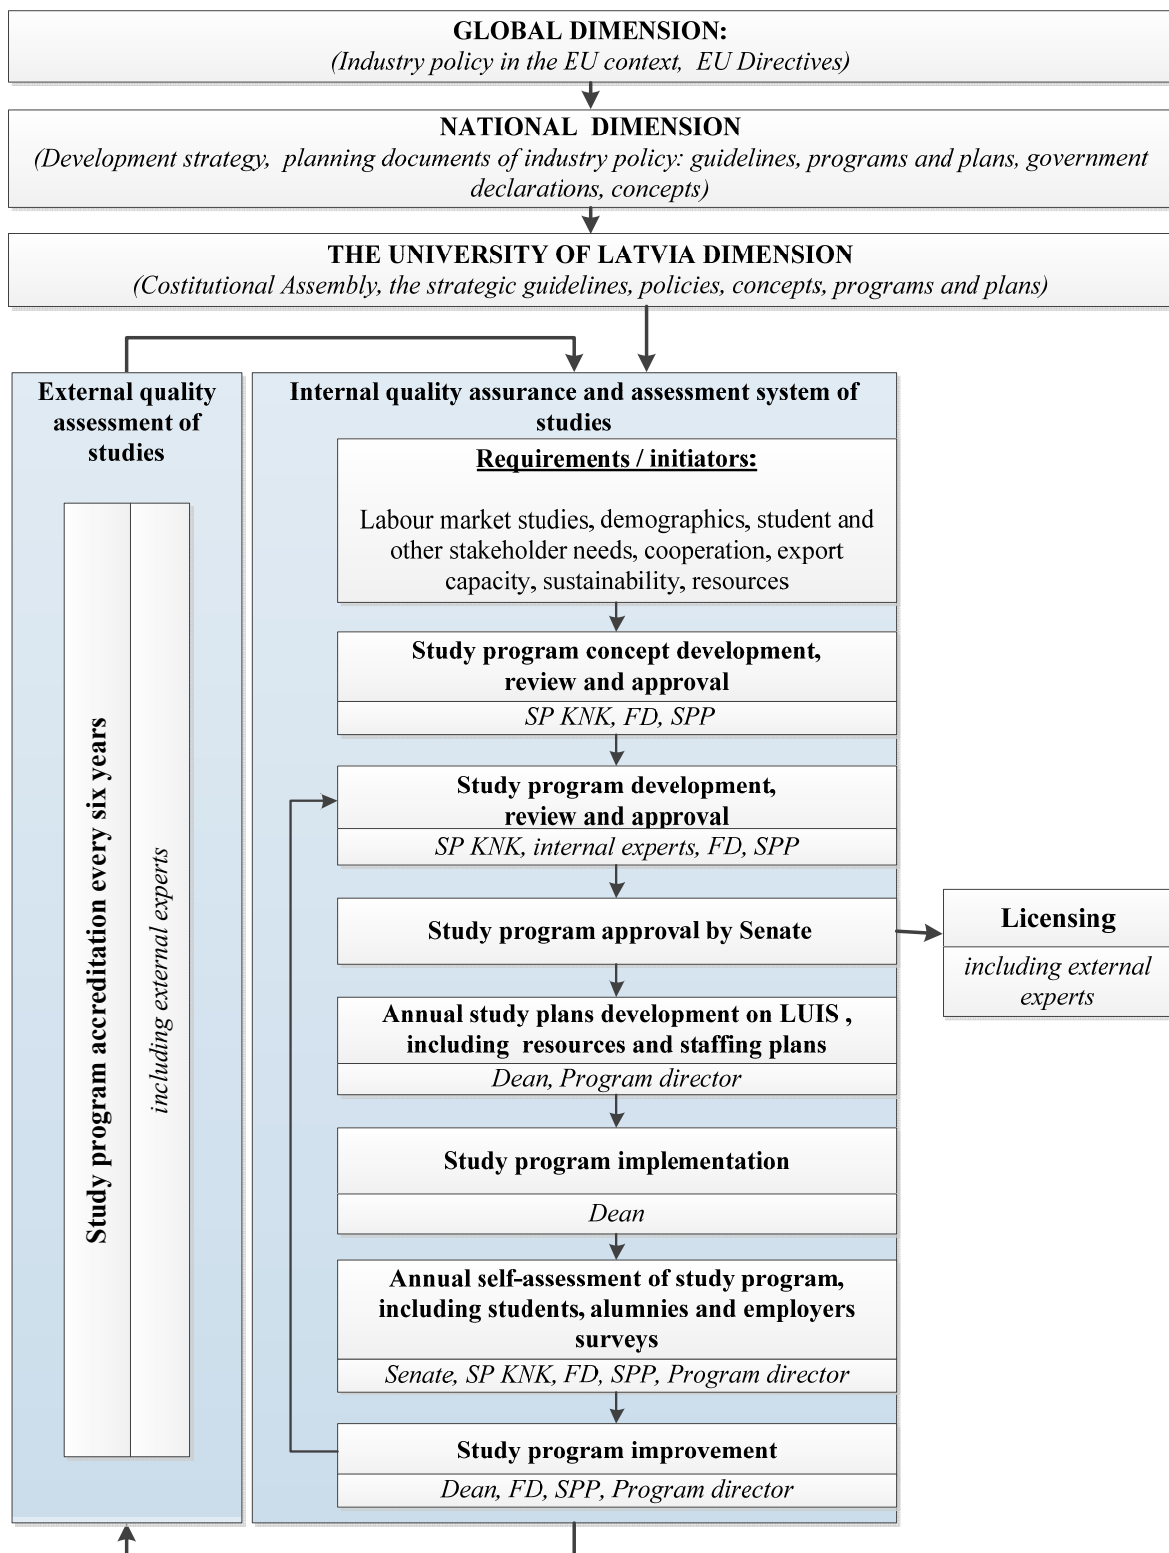 GLOBAL DIMENSION:
(Industry policy in the EU context, EU Directives)
NATIONAL DIMENSION
(Development strategy, planning documents of industry policy: guidelines, programs and plans, government
declarations, concepts)
THE UNIVERSITY OF LATVIA DIMENSION
(Costitutional Assembly, the strategic guidelines, policies, concepts, programs and plans)
External quality
assessment of
studies
Study program accreditation every six years
including external experts
Internal quality assurance and assessment system of
studies
Requirements / initiators:
Labour market studies, demographics, student and
other stakeholder needs, cooperation, export
capacity, sustainability, resources
Study program concept development,
review and approval
SP KNK, FD, SPP
Study program development,
review and approval
SP KNK, internal experts, FD, SPP
Study program approval by Senate
Licensing
including external
experts
Annual study plans development on LUIS ,
including resources and staffing plans
Dean, Program director
Study program implementation
Dean
Annual self-assessment of study program,
including students, alumnies and employers
surveys
Senate, SP KNK, FD, SPP, Program director
Study program improvement
Dean, FD, SPP, Program director